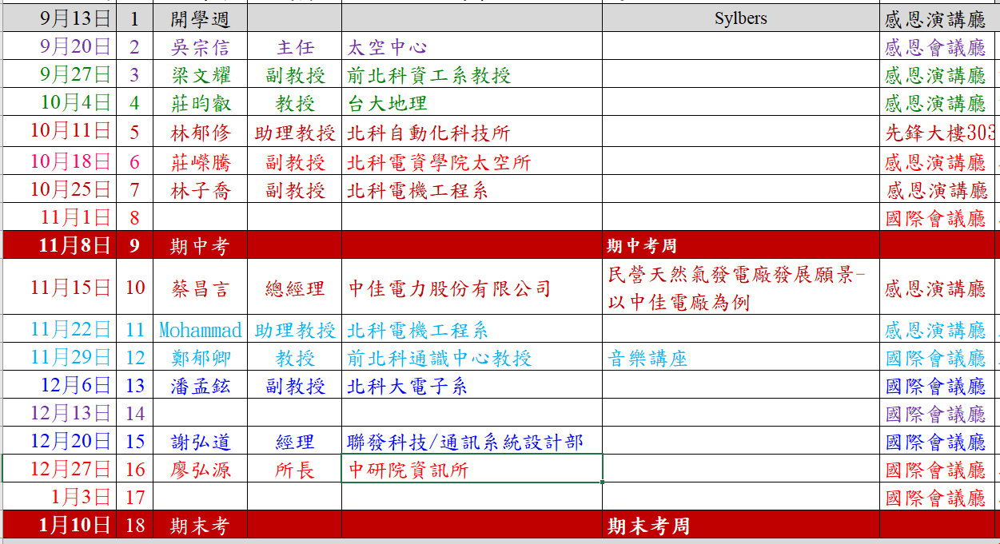 9月13日 1 開學週 Sylbers 感恩演講廳
9月20日 2 吳宗信 主任 太空中心 感恩會議廳
9月27日 3 梁文耀 副教授 前北科資工系教授 感恩演講廳
10月4日 4 莊昀叡 教授 台大地理 感恩演講廳
10月11日 5 林郁修 助理教授 北科自動化科技所 先鋒大樓303
10月18日 6 莊嶸騰 副教授 北科電資學院太空所 感恩演講廳
10月25日 7 林子喬 副教授 北科電機工程系 感恩演講廳
11月1日 8 國際會議廳
11月8日 9 期中考 期中考周
11月15日 10 蔡昌言 總經理 中佳電力股份有限公司 民營天然氣發電廠發展願景-
以中佳電廠為例 感恩演講廳
11月22日 11 Mohammad 助理教授 北科電機工程系 感恩演講廳
11月29日 12 鄭郁卿 教授 前北科通識中心教授 音樂講座 國際會議廳
12月6日 13 潘孟鉉 副教授 北科大電子系 國際會議廳
12月13日 14 國際會議廳
12月20日 15 謝弘道 經理 聯發科技/通訊系統設計部 國際會議廳
12月27日 16 廖弘源 所長 中研院資訊所 國際會議廳
1月3日 17 國際會議廳
1月10日 18 期末考 期末考周